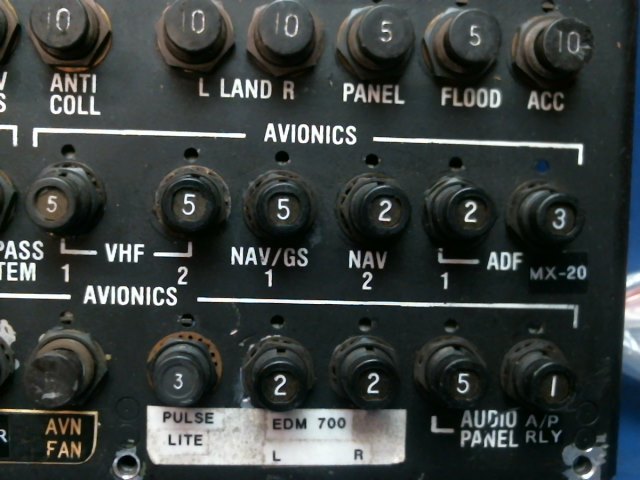 10 10 10 5 5 10
ANTI L LAND R PANEL FLOOD ACC
COLL
AVIONICS
5 5 5 2 2 3
PASS VHF NAV/GS NAV ADF MX-20
TEM 1 2 1 2 1
AVIONICS
3 2 2 5 1
PULSE EDM 700 AUDIO A/P
AVN LITE PANEL RLY
FAN L R